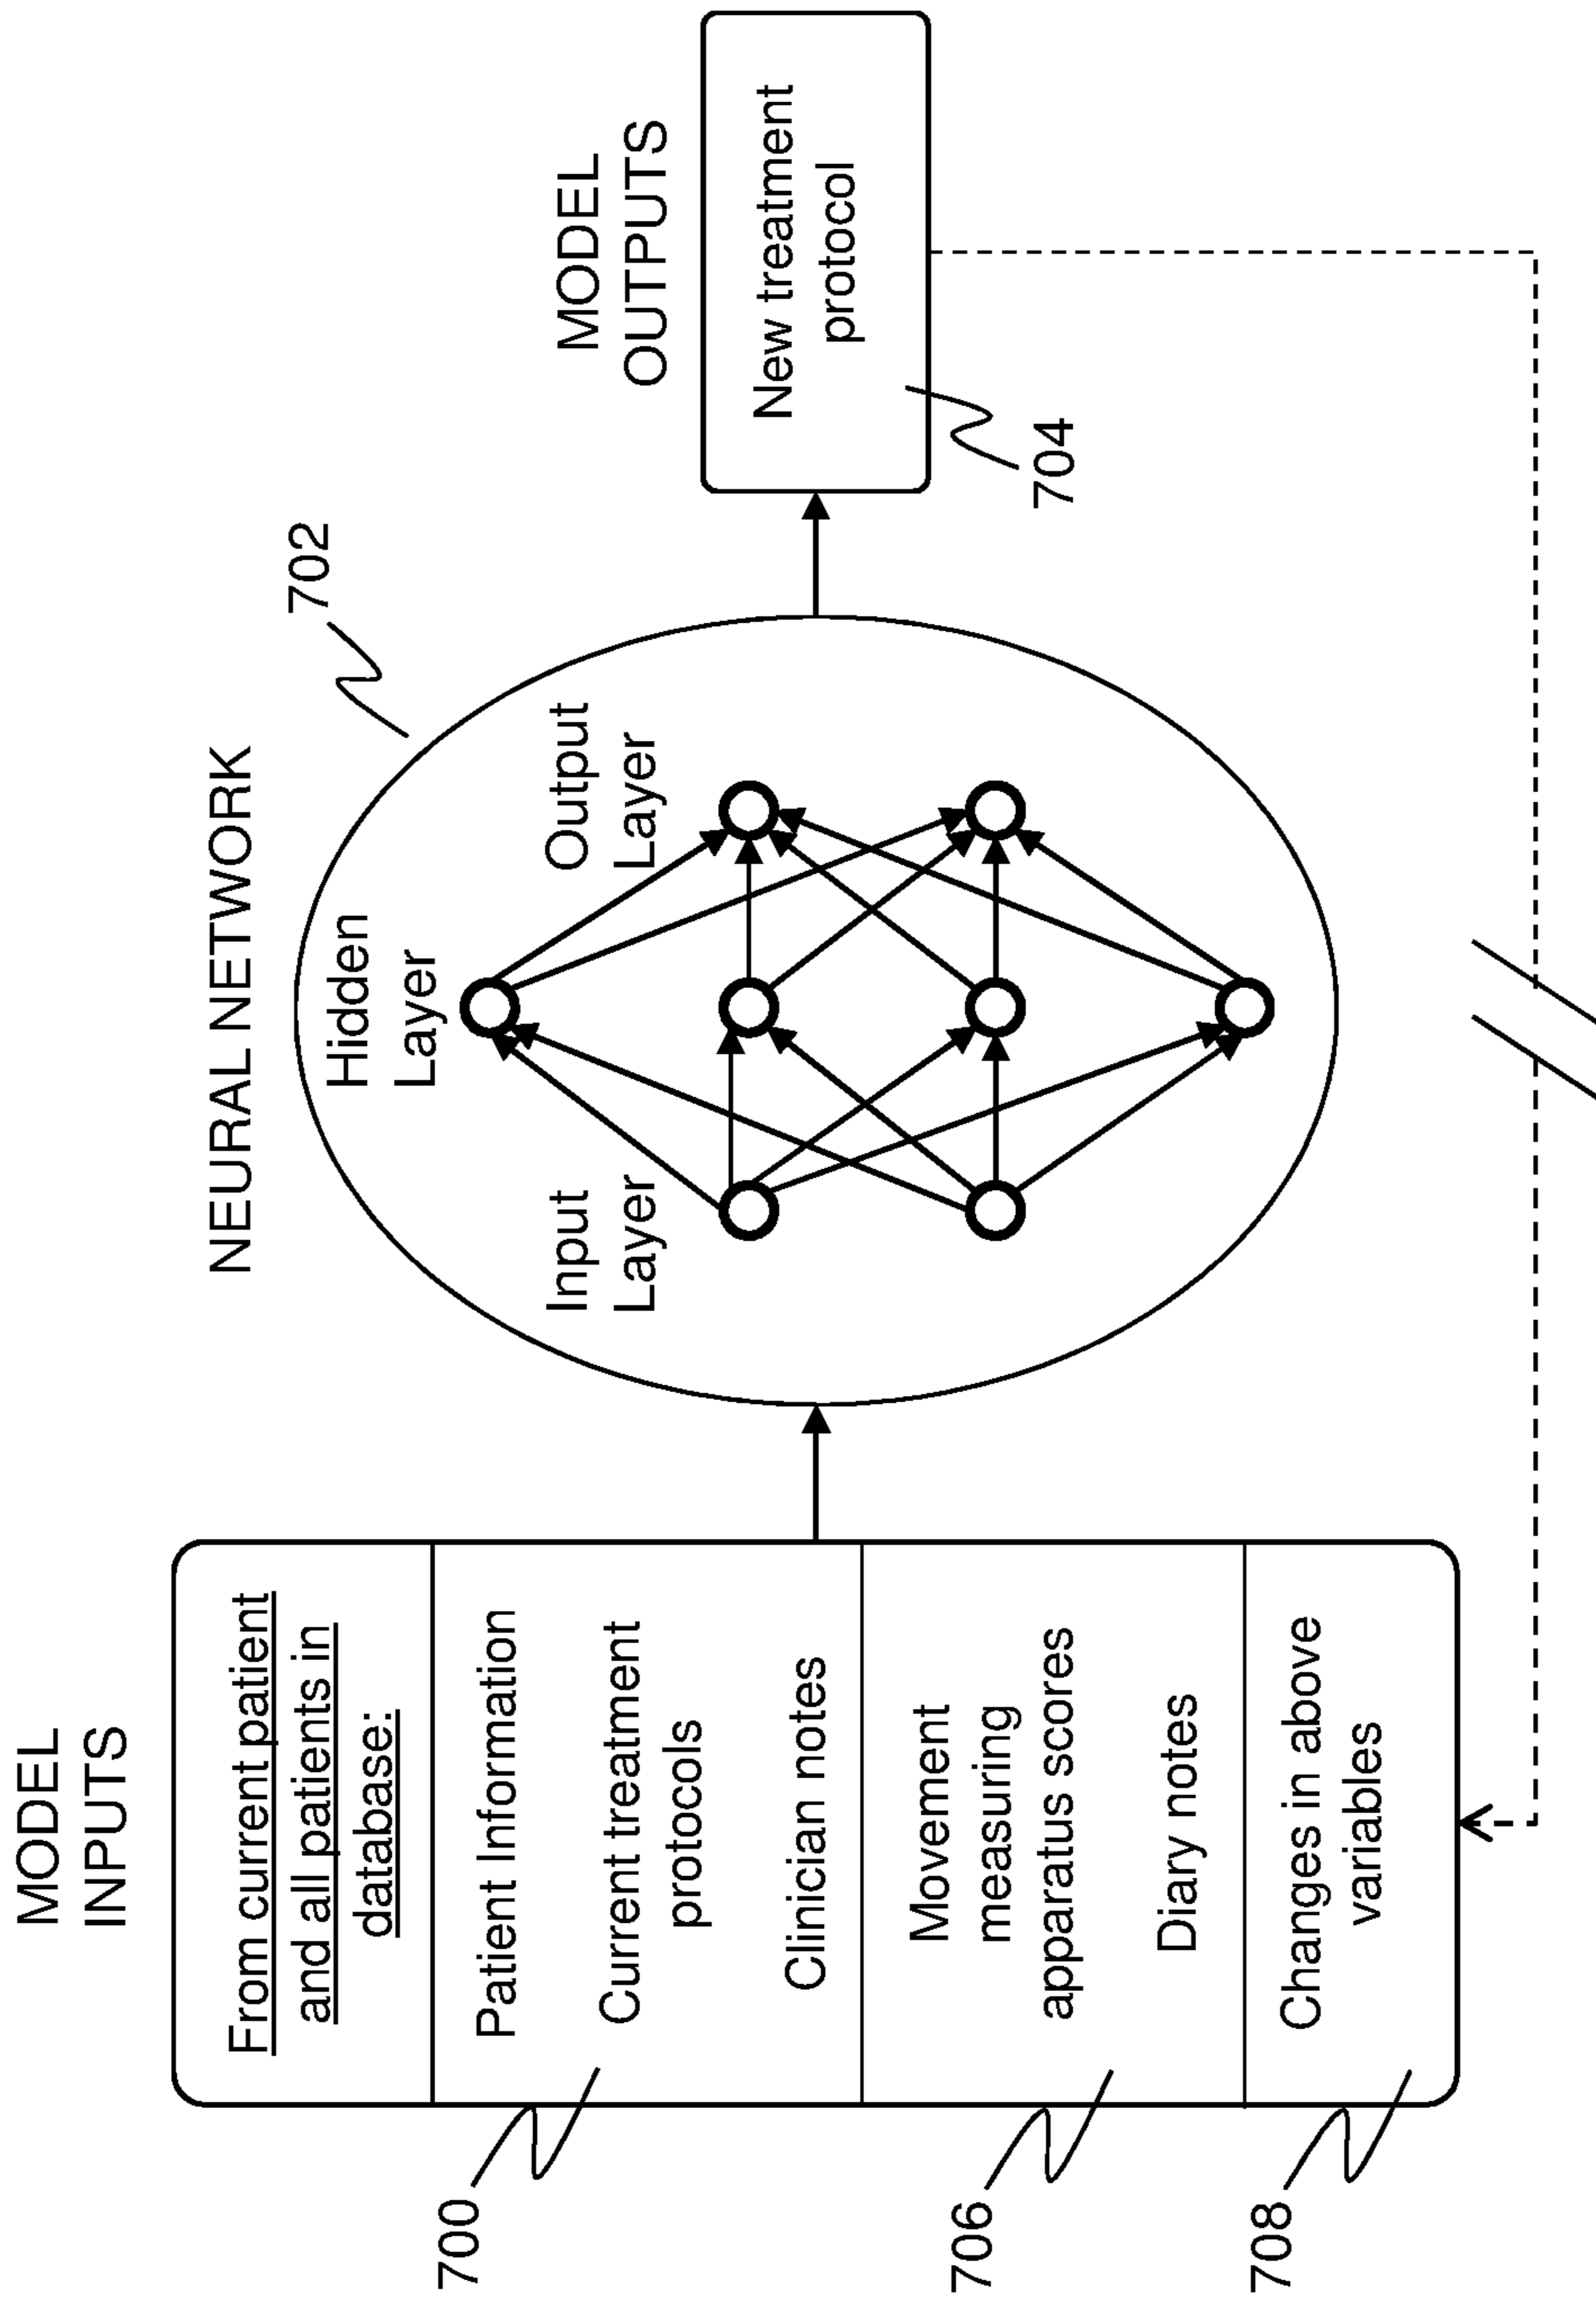 MODEL
INPUTS
From current patient
and all patients in
database:
Patient Information
Current treatment
protocols
Clinician notes
Movement
measuring
apparatus scores
Diary notes
Changes in above
variables
700
706
708
NEURAL NETWORK
702
Input
Layer
Hidden
Layer
Output
Layer
MODEL
OUTPUTS
New treatment
protocol
704